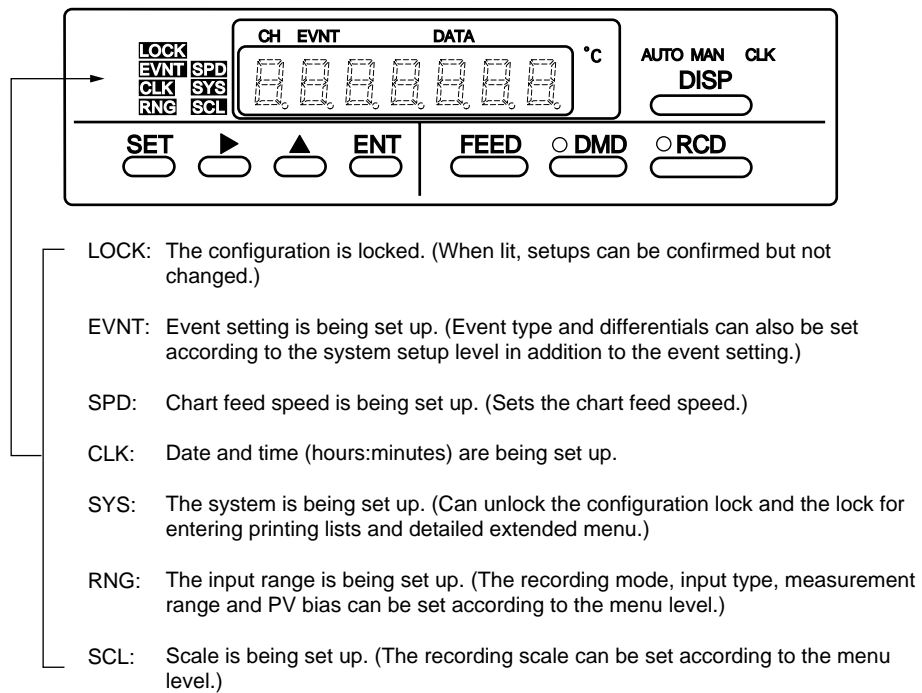 CH EVNT DATA
LOCK
EVNT SPD
CLK SYS
RNG SCL
°C
AUTO MAN CLK
DISP
SET ▶ ▲ ENT FEED DMD RCD
LOCK: The configuration is locked. (When lit, setups can be confirmed but not
changed.)
EVNT: Event setting is being set up. (Event type and differentials can also be set
according to the system setup level in addition to the event setting.)
SPD: Chart feed speed is being set up. (Sets the chart feed speed.)
CLK: Date and time (hours:minutes) are being set up.
SYS: The system is being set up. (Can unlock the configuration lock and the lock for
entering printing lists and detailed extended menu.)
RNG: The input range is being set up. (The recording mode, input type, measurement
range and PV bias can be set according to the menu level.)
SCL: Scale is being set up. (The recording scale can be set according to the menu
level.)